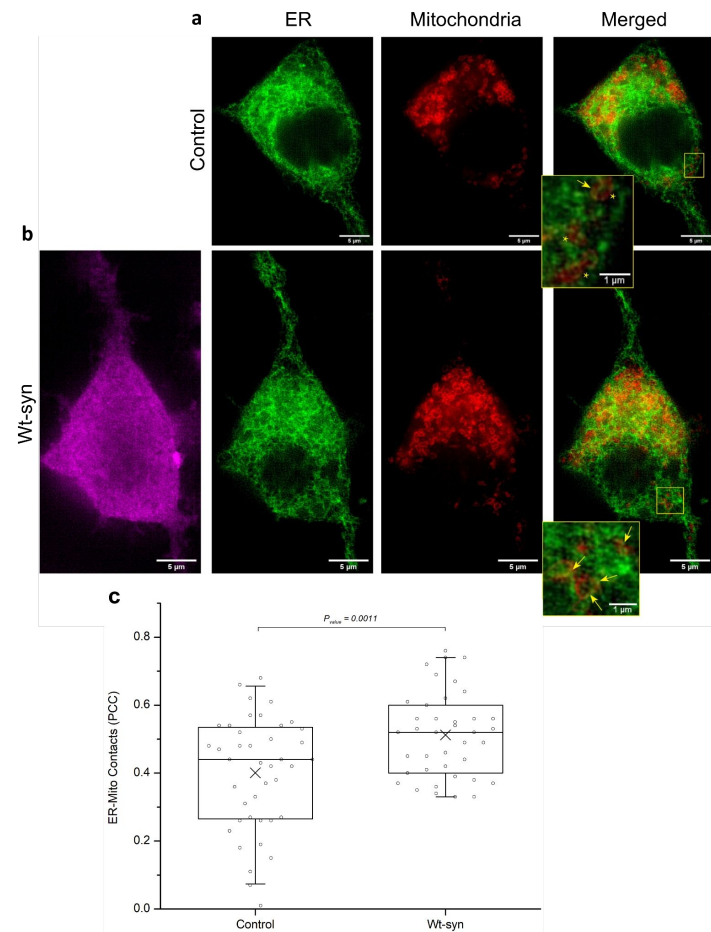 a ER Mitochondria Merged
Control
5 µm
5 µm
5 µm
* * *
1 µm
b
Wt-syn
5 µm
5 µm
5 µm
5 µm
1 µm
c
P value = 0.0011
ER-Mito Contacts (PCC)
0.8
0.6
0.4
0.2
0.0
Control Wt-syn